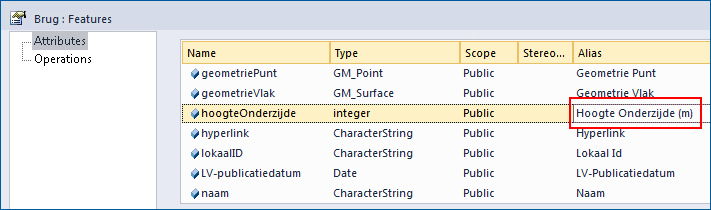 Brug : Features
Attributes
Operations
Name Type Scope Stereo... Alias
geometriePunt GM_Point Public Geometrie Punt
geometrieVlak GM_Surface Public Geometrie Vlak
hoogteOnderzijde integer Public Hoogte Onderzijde (m)
hyperlink CharacterString Public Hyperlink
lokaalID CharacterString Public Lokaal Id
LV-publicatiedatum Date Public LV-Publicatiedatum
naam CharacterString Public Naam